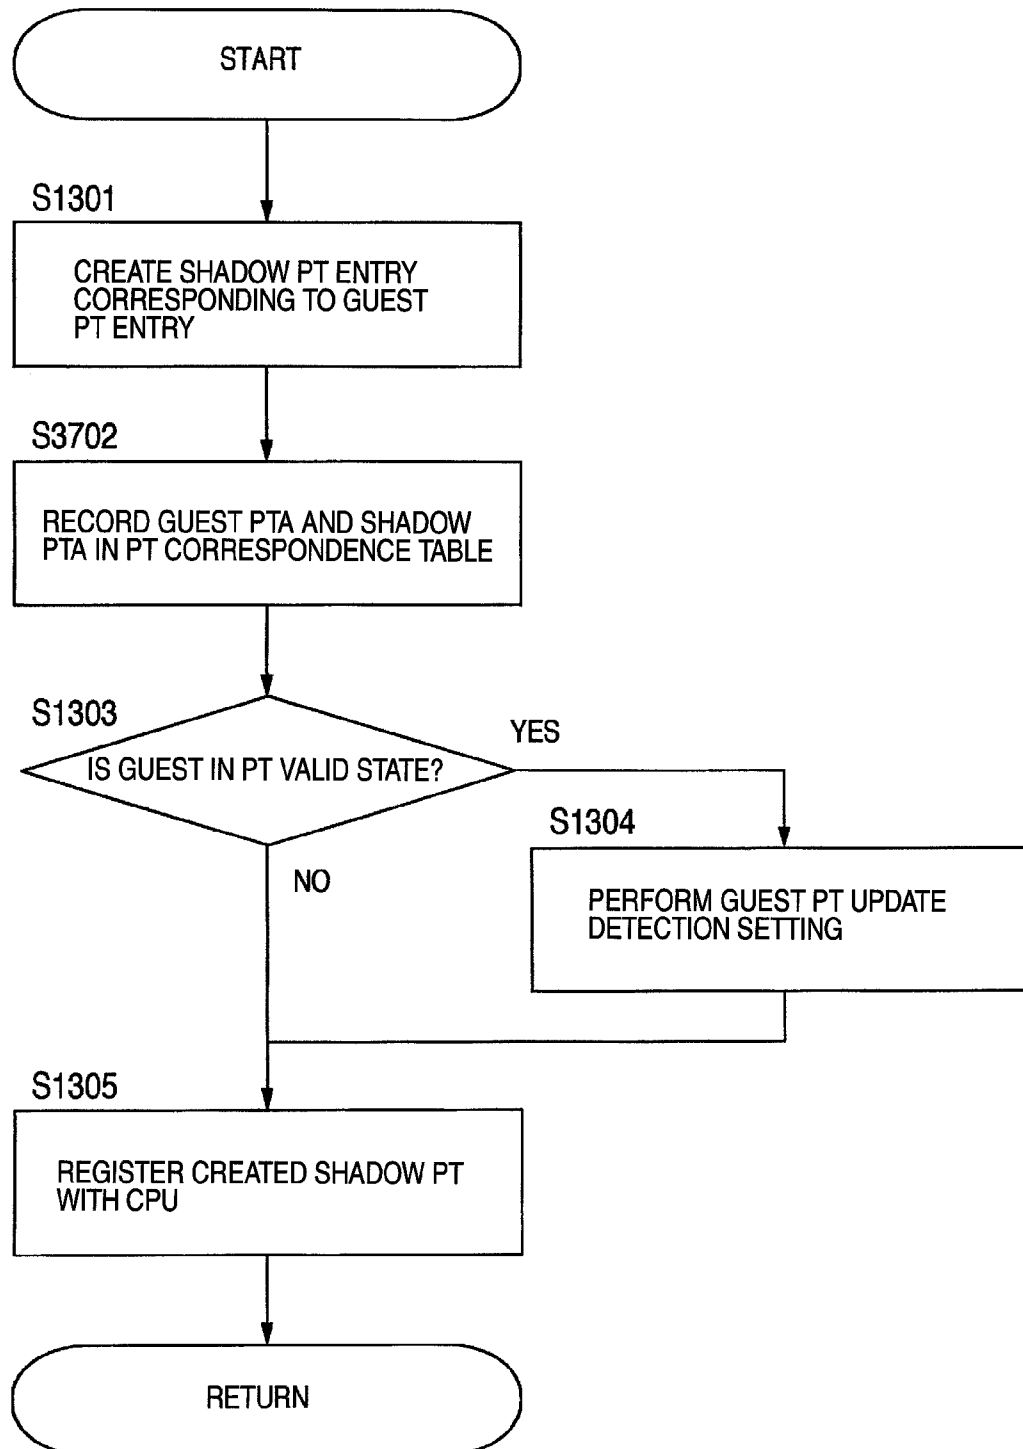 START
S1301
CREATE SHADOW PT ENTRY
CORRESPONDING TO GUEST
PT ENTRY
S3702
RECORD GUEST PTA AND SHADOW
PTA IN PT CORRESPONDENCE TABLE
S1303
IS GUEST IN PT VALID STATE?
YES
NO
S1304
PERFORM GUEST PT UPDATE
DETECTION SETTING
S1305
REGISTER CREATED SHADOW PT
WITH CPU
RETURN